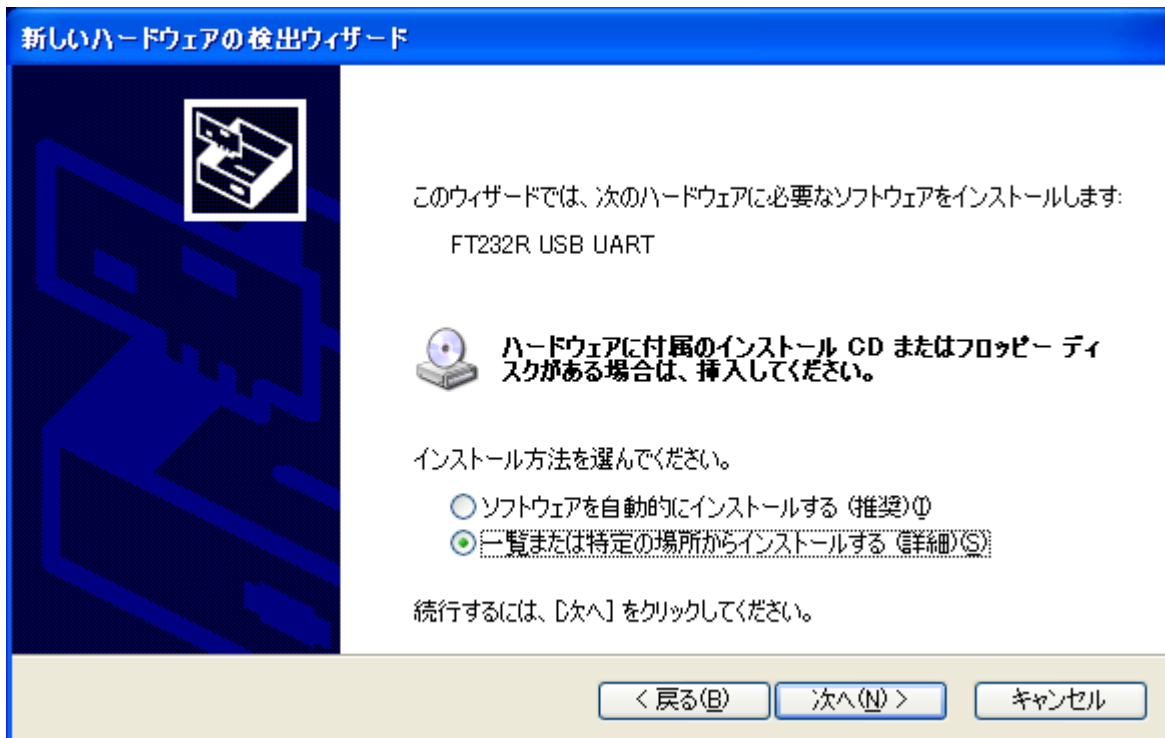 新しいハードウェアの検出ウィザード
このウィザードでは、次のハードウェアに必要なソフトウェアをインストールします:
FT232R USB UART
ハードウェアに付属のインストール CD またはフロッピー ディ
スクがある場合は、挿入してください。
インストール方法を選んでください。
ソフトウェアを自動的にインストールする (推奨)(I)
一覧または特定の場所からインストールする (詳細)(S)
続行するには、[次へ] をクリックしてください。
< 戻る(B)
次へ(N) >
キャンセル